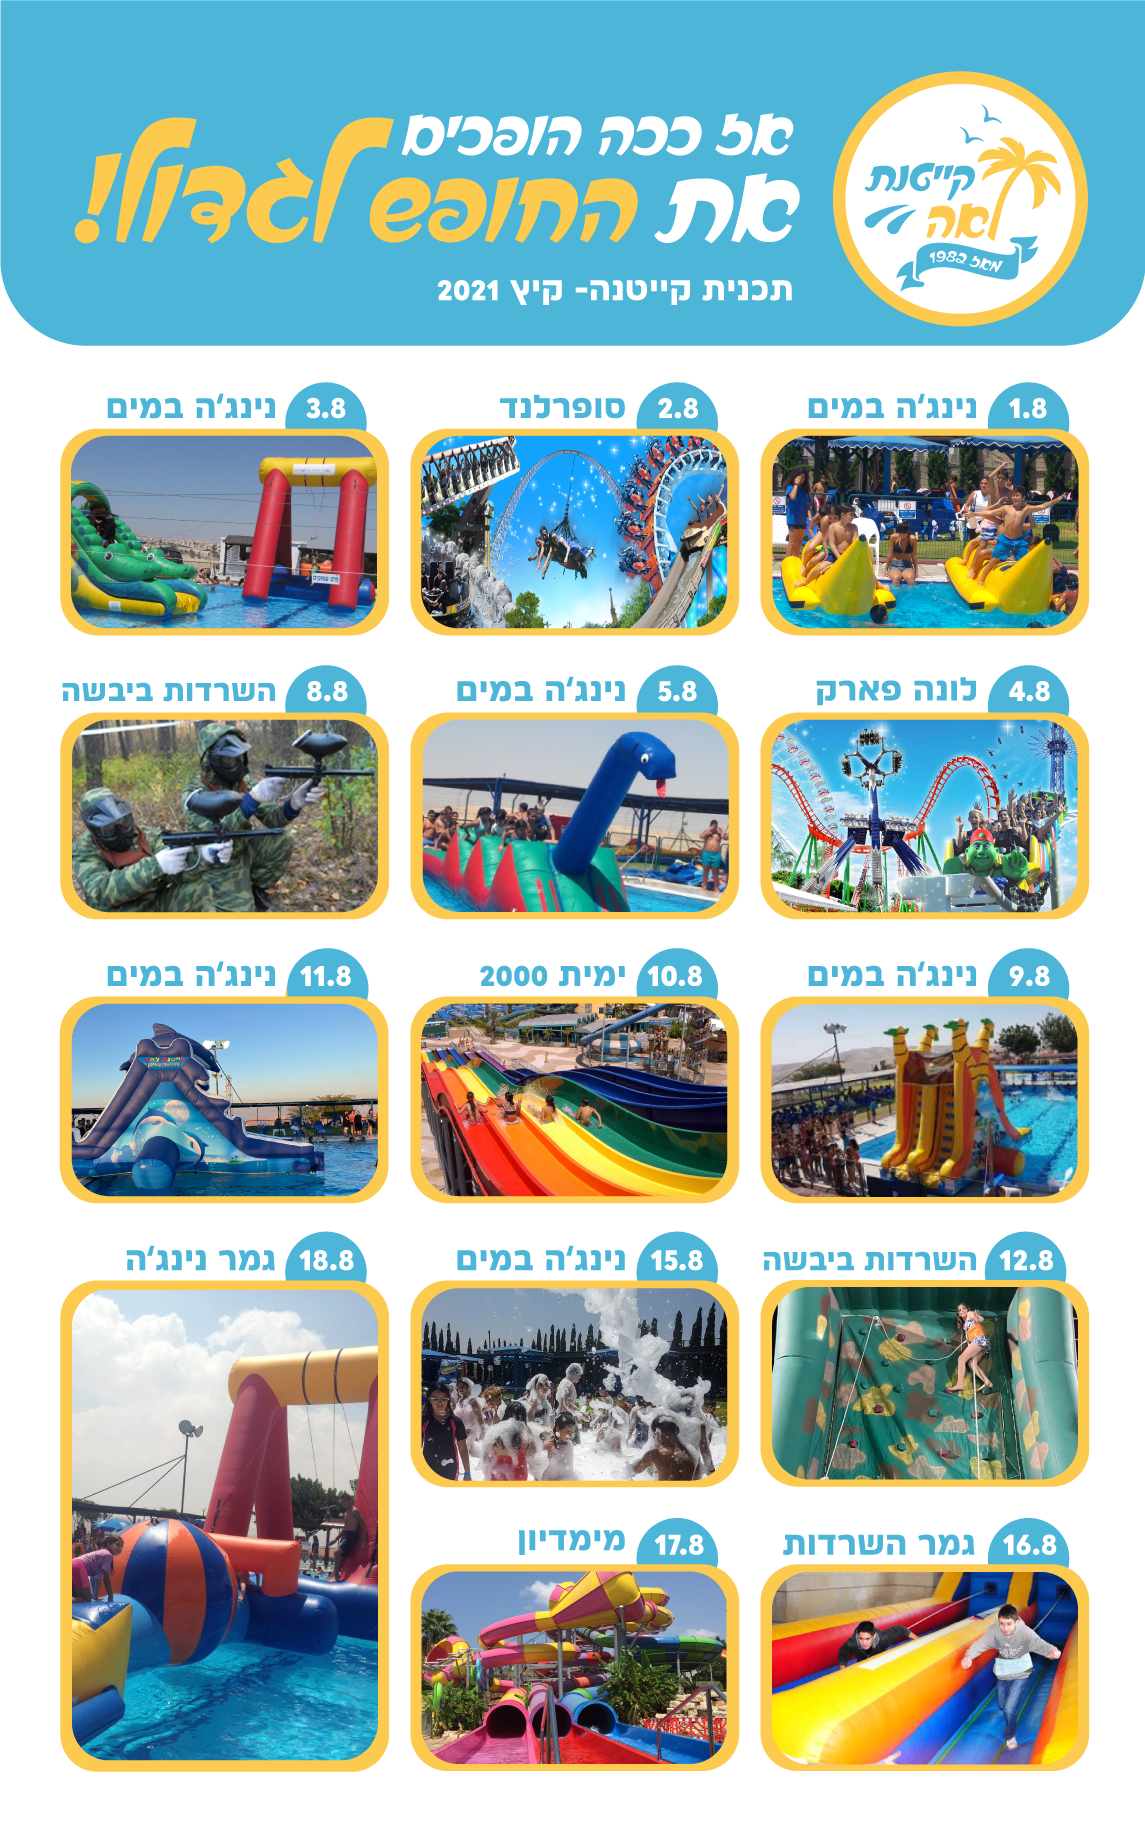 אז ככה הופכים
את החופש לגדול!
תכנית קייטנה- קיץ 2021
קייטנת
לאה
מאז 1982
1.8 נינג'ה במים
2.8 סופרלנד
3.8 נינג'ה במים
4.8 לונה פארק
5.8 נינג'ה במים
8.8 השרדות ביבשה
9.8 נינג'ה במים
10.8 ימית 2000
11.8 נינג'ה במים
12.8 השרדות ביבשה
15.8 נינג'ה במים
18.8 גמר נינג'ה
16.8 גמר השרדות
17.8 מימדיון